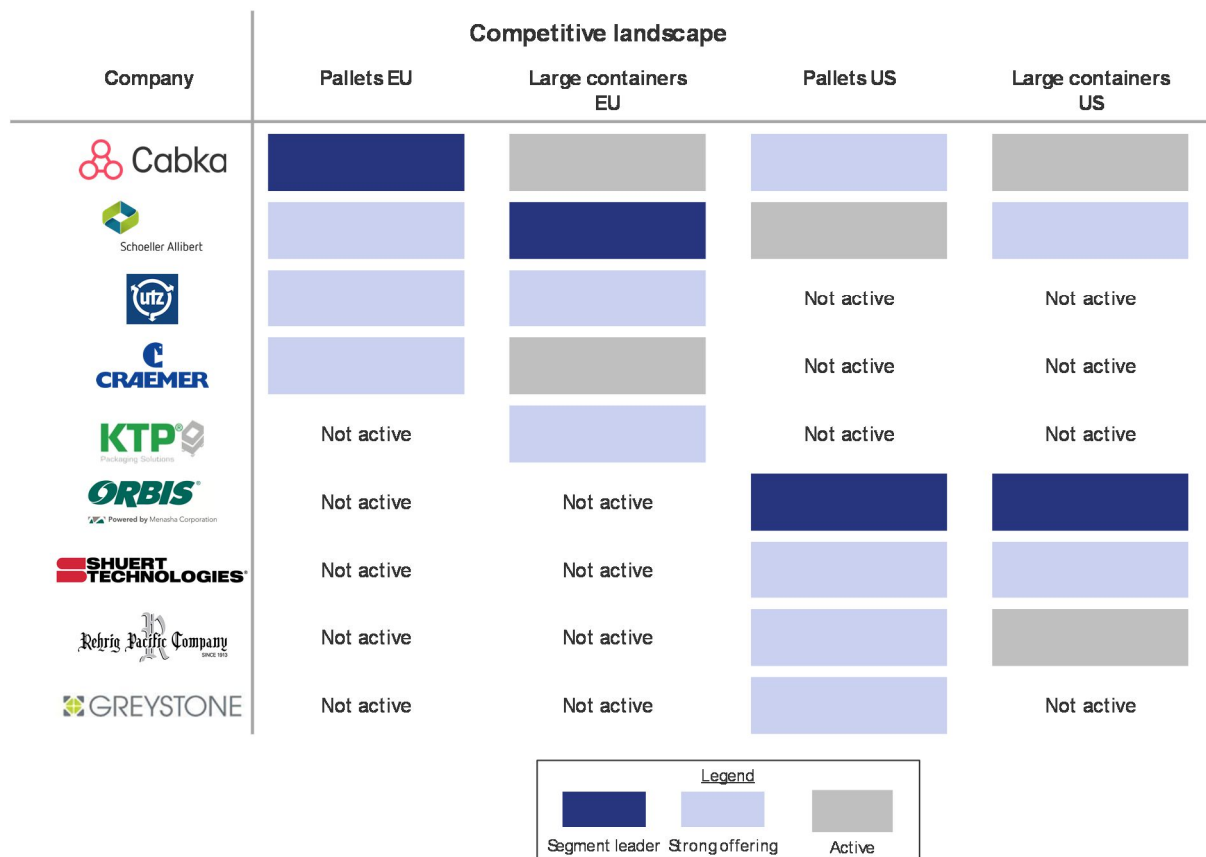 Competitive landscape
Company
Pallets EU
Large containers
EU
Pallets US
Large containers
US
Cabka
Schoeller Allibert
utz
Not active
Not active
CRAEMER
Not active
Not active
KTP®
Packaging Solutions
Not active
Not active
Not active
ORBIS®
Powered by Menasha Corporation
Not active
Not active
SHUERT
TECHNOLOGIES®
Not active
Not active
Rehrig Pacific Company
SINCE 1913
Not active
Not active
GREYSTONE
Not active
Not active
Not active
Legend
Segment leader
Strong offering
Active